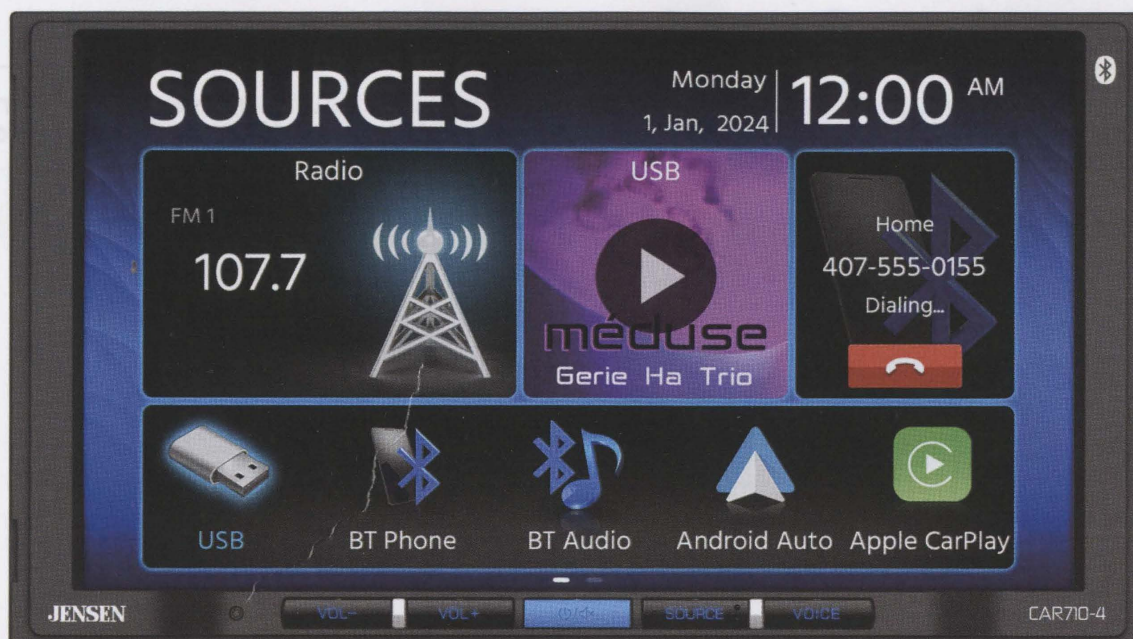 SOURCES
Monday
1, Jan, 2024
12:00 AM
Radio
FM 1
107.7
USB
méduse
Gerie Ha Trio
Home
407-555-0155
Dialing...
USB
BT Phone
BT Audio
Android Auto
Apple CarPlay
JENSEN
VOL-
VOL+
SOURCE
VOICE
CAR710-4